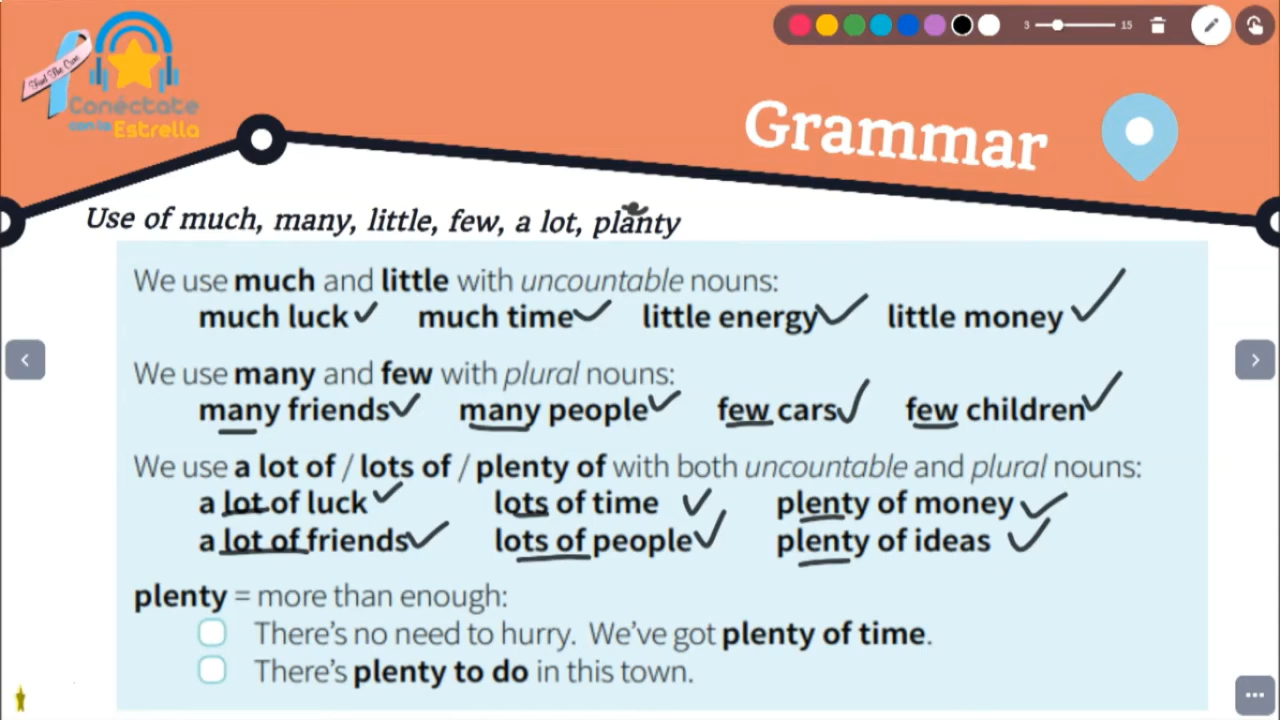 3 15
Find The Cure
Conéctate
con la Estrella
Grammar
Use of much, many, little, few, a lot, planty
We use much and little with uncountable nouns:
much luck much time little energy little money
We use many and few with plural nouns:
many friends many people few cars few children
We use a lot of / lots of / plenty of with both uncountable and plural nouns:
a lot of luck lots of time plenty of money
a lot of friends lots of people plenty of ideas
plenty = more than enough:
There's no need to hurry. We've got plenty of time.
There's plenty to do in this town.